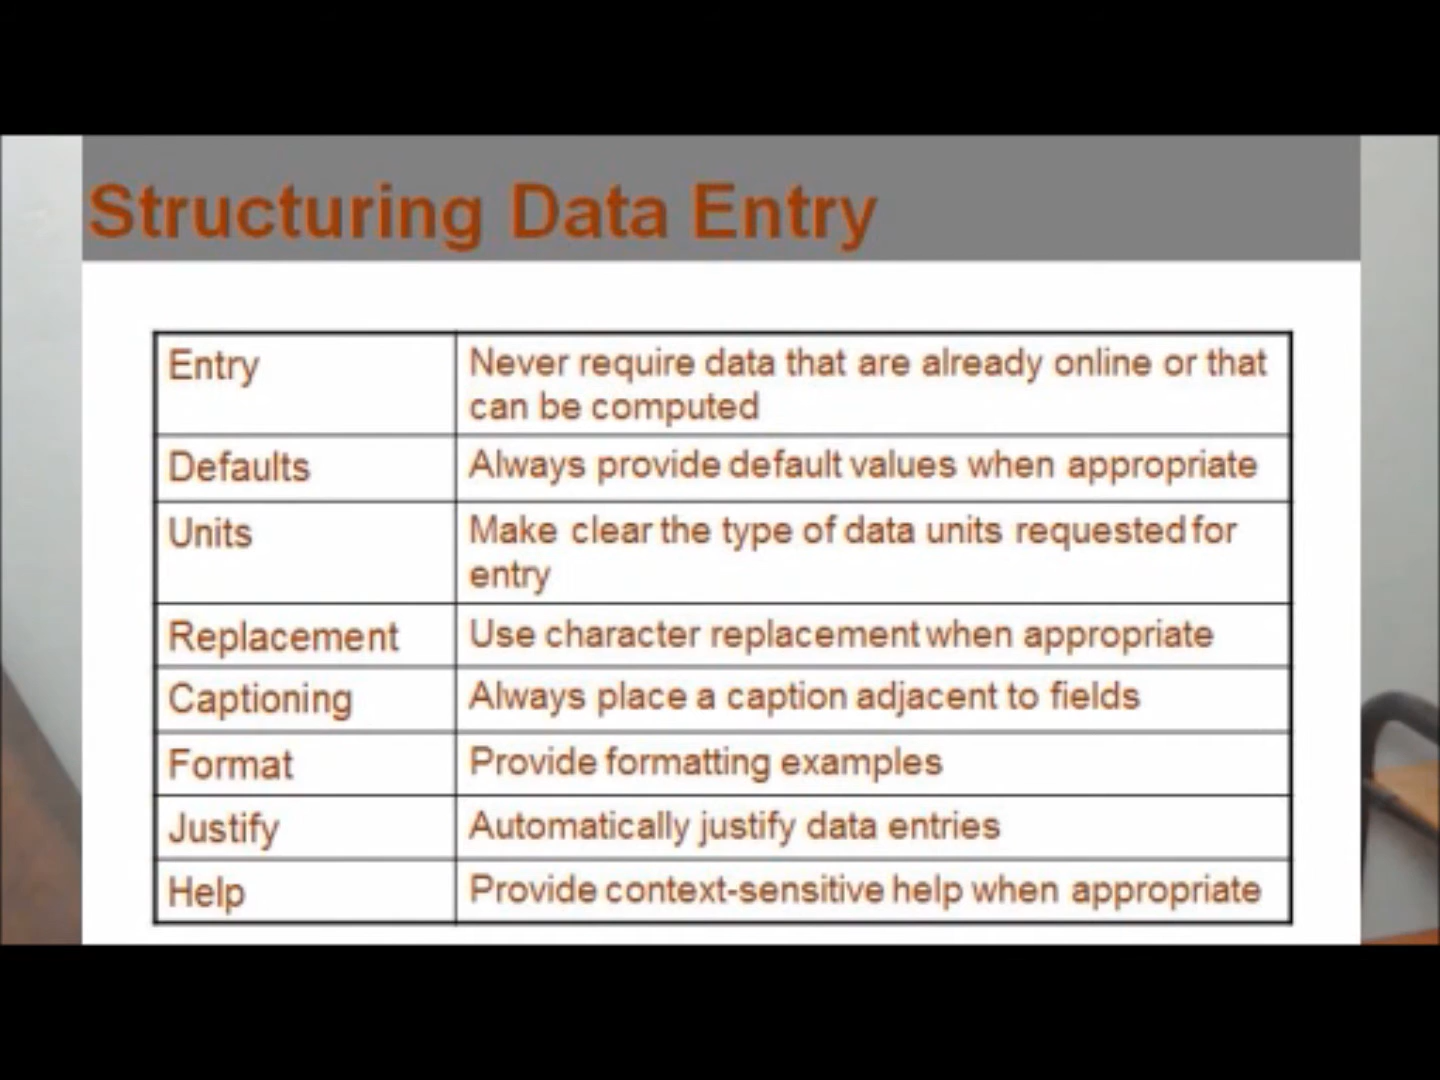 Structuring Data Entry
Entry
Never require data that are already online or that
can be computed
Defaults
Always provide default values when appropriate
Units
Make clear the type of data units requested for
entry
Replacement
Use character replacement when appropriate
Captioning
Always place a caption adjacent to fields
Format
Provide formatting examples
Justify
Automatically justify data entries
Help
Provide context-sensitive help when appropriate